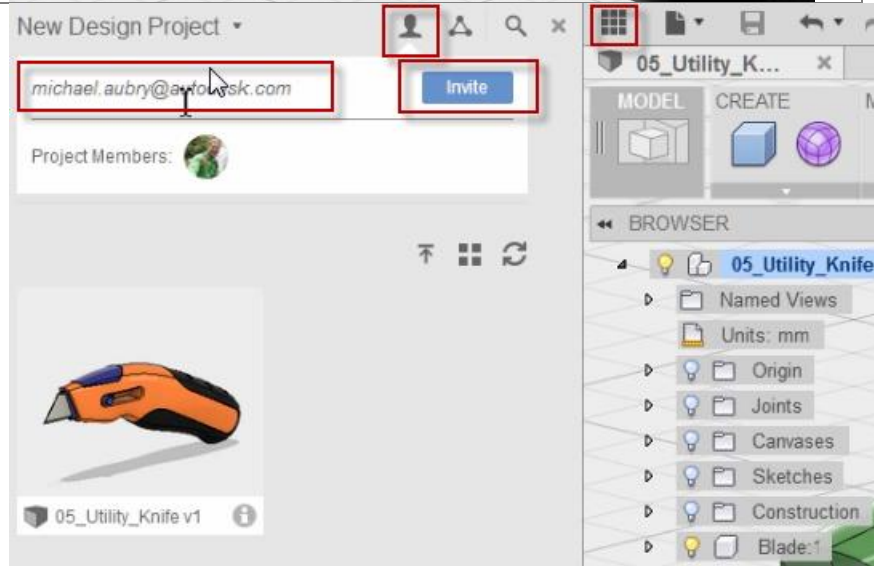 New Design Project
michael.aubry@autodesk.com
Invite
Project Members:
05_Utility_Knife v1
05_Utility_K...
MODEL
CREATE
M
BROWSER
05_Utility_Knife
Named Views
Units: mm
Origin
Joints
Canvases
Sketches
Construction
Blade:1